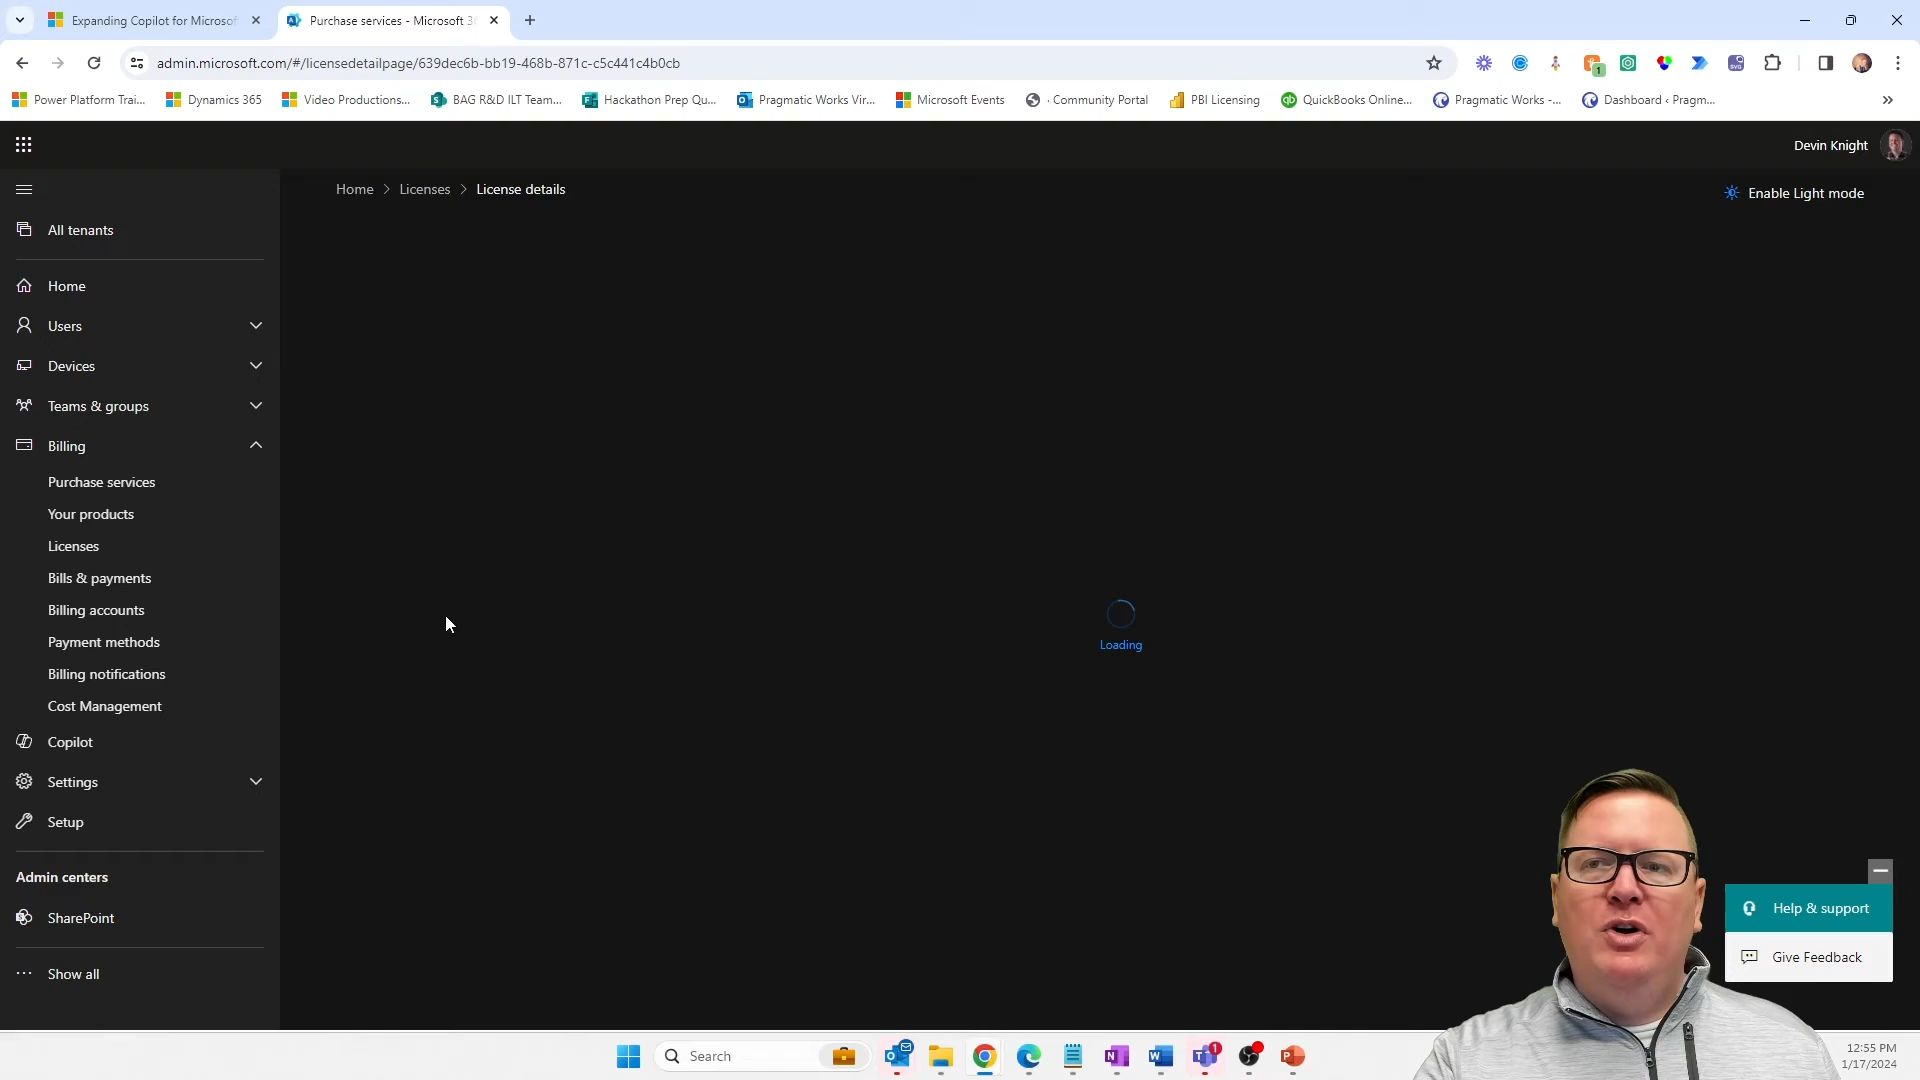 Expanding Copilot for Microsof
Purchase services - Microsoft 36
admin.microsoft.com/#/licensedetailpage/639dec6b-bb19-468b-871c-c5c441c4b0cb
1
Power Platform Trai...
Dynamics 365
Video Productions...
BAG R&D ILT Team...
Hackathon Prep Qu...
Pragmatic Works Vir...
Microsoft Events
· Community Portal
PBI Licensing
QuickBooks Online...
Pragmatic Works -...
Dashboard ‹ Pragm...
Devin Knight
Home > Licenses > License details
Enable Light mode
All tenants
Home
Users
Devices
Teams & groups
Billing
Purchase services
Your products
Licenses
Bills & payments
Billing accounts
Payment methods
Billing notifications
Cost Management
Copilot
Settings
Setup
Admin centers
SharePoint
Show all
Loading
Help & support
Give Feedback
Search
1
12:55 PM
1/17/2024